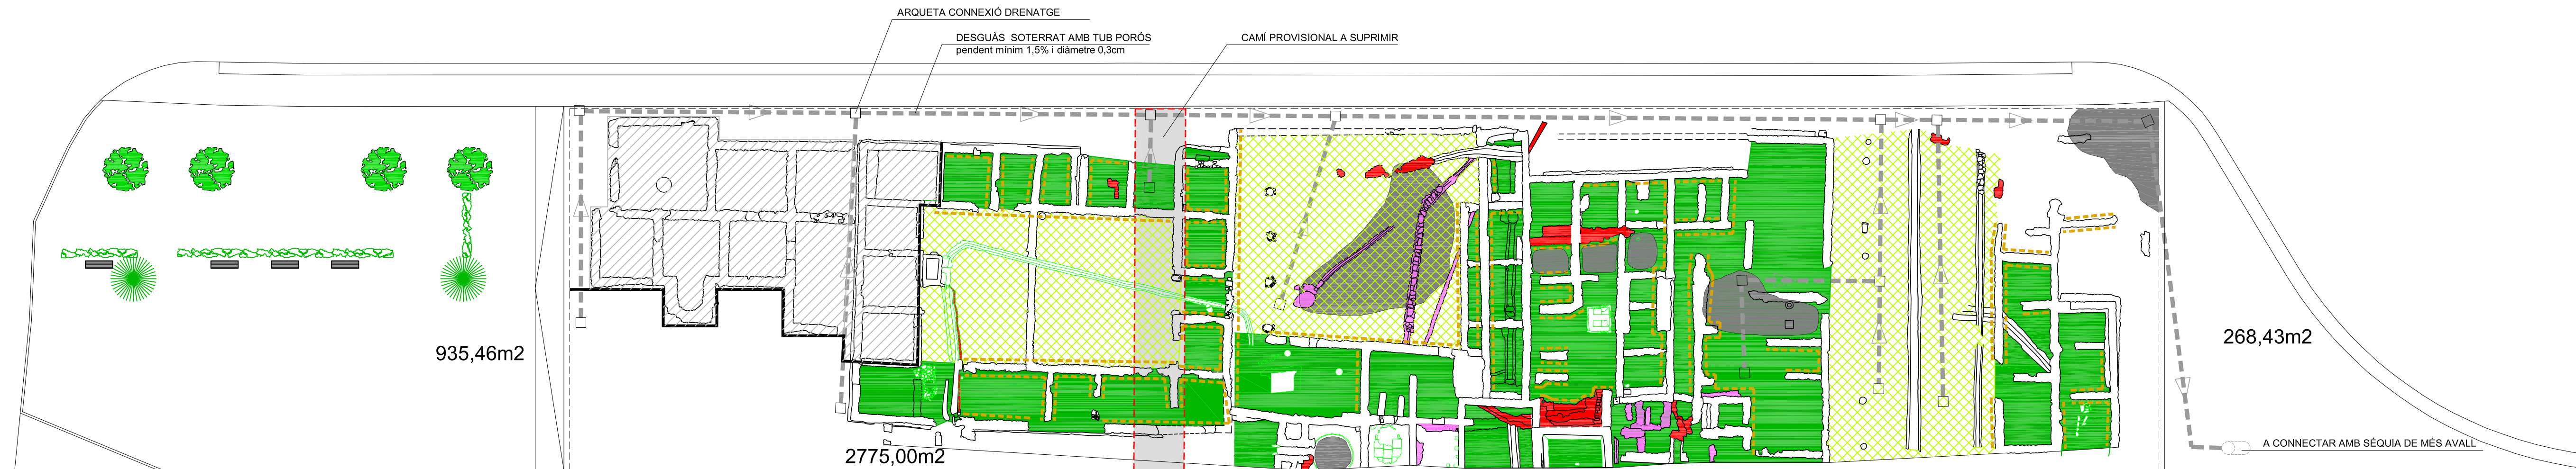 ARQUETA CONNEXIÓ DRENATGE
DESGUÀS SOTERRAT AMB TUB PORÓS
pendent mínim 1,5% i diàmetre 0,3cm
CAMÍ PROVISIONAL A SUPRIMIR
935,46m2
268,43m2
2775,00m2
A CONNECTAR AMB SÈQUIA DE MÉS AVALL